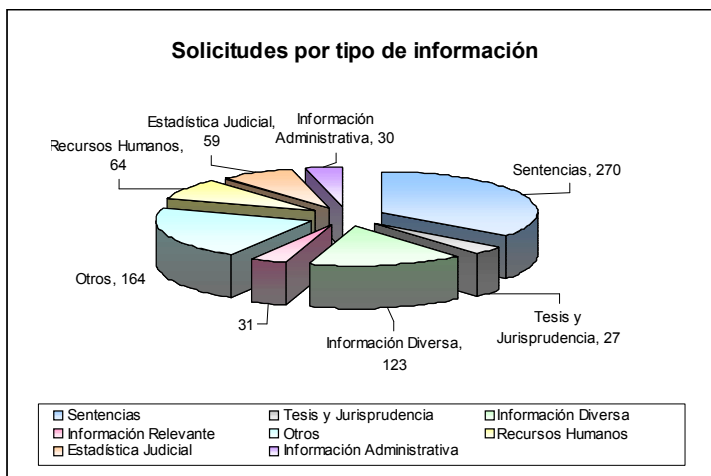 Solicitudes por tipo de información
Información
Administrativa, 30
Estadística Judicial,
59
Recursos Humanos,
64
Sentencias, 270
Otros, 164
31
Información Diversa,
123
Tesis y
Jurisprudencia, 27
Sentencias
Tesis y Jurisprudencia
Información Diversa
Información Relevante
Otros
Recursos Humanos
Estadística Judicial
Información Administrativa